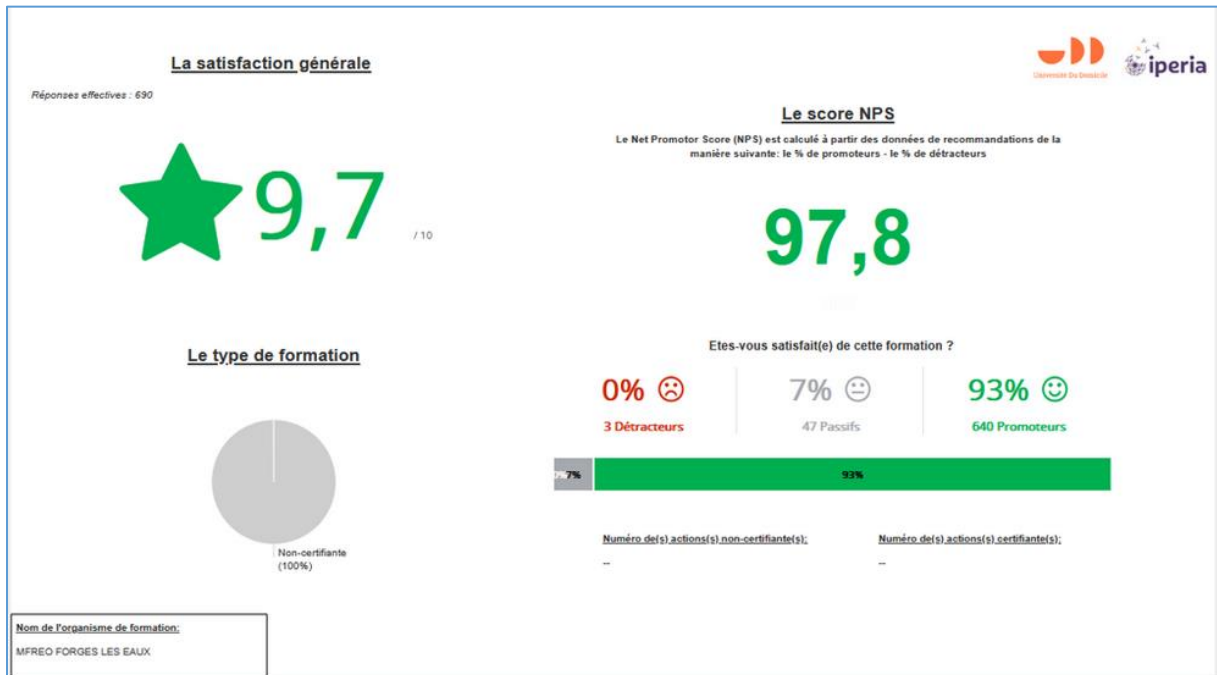 La satisfaction générale
Réponses effectives : 690
9,7
/ 10
Université Du Domicile
iperia
Le score NPS
Le Net Promotor Score (NPS) est calculé à partir des données de recommandations de la
manière suivante: le % de promoteurs - le % de détracteurs
97,8
Le type de formation
Non-certifiante
(100%)
Etes-vous satisfait(e) de cette formation ?
0%
3 Détracteurs
7%
47 Passifs
93%
640 Promoteurs
7%
93%
Numéro de(s) actions(s) non-certifiante(s):
--
Numéro de(s) actions(s) certifiante(s):
--
Nom de l'organisme de formation:
MFREO FORGES LES EAUX